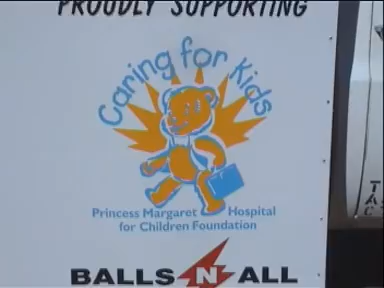 PROUDLY SUPPORTING
Caring for Kids
Princess Margaret Hospital
for Children Foundation
BALLS N ALL